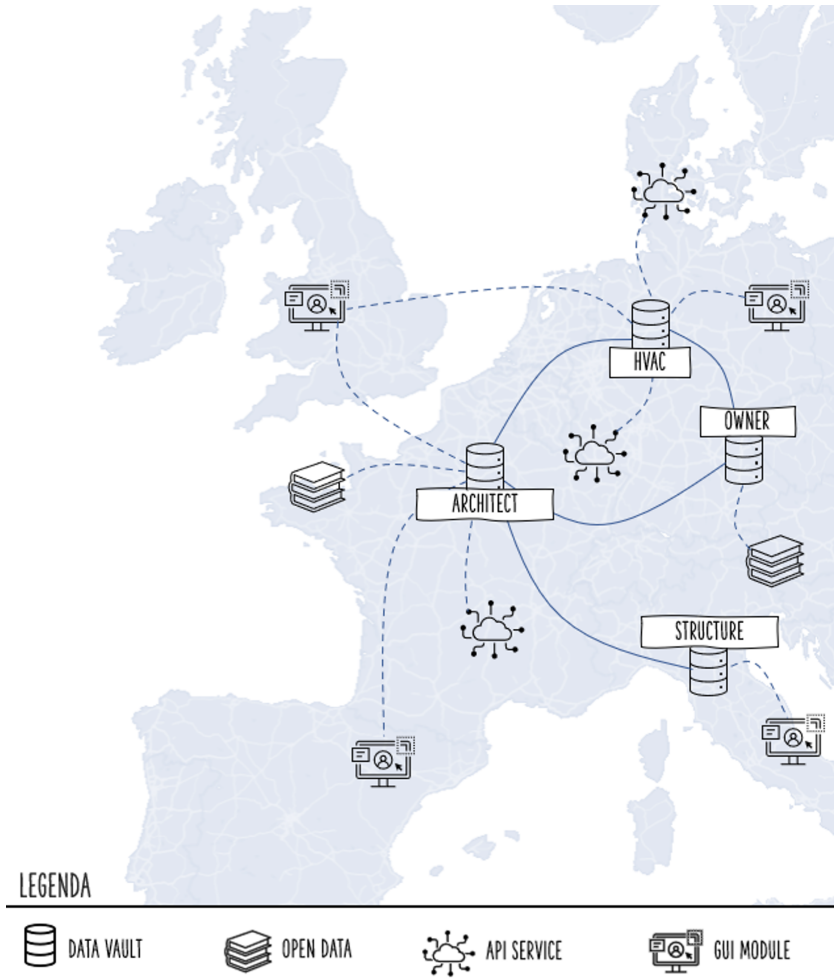 HVAC
OWNER
ARCHITECT
STRUCTURE
LEGENDA
DATA VAULT
OPEN DATA
API SERVICE
GUI MODULE